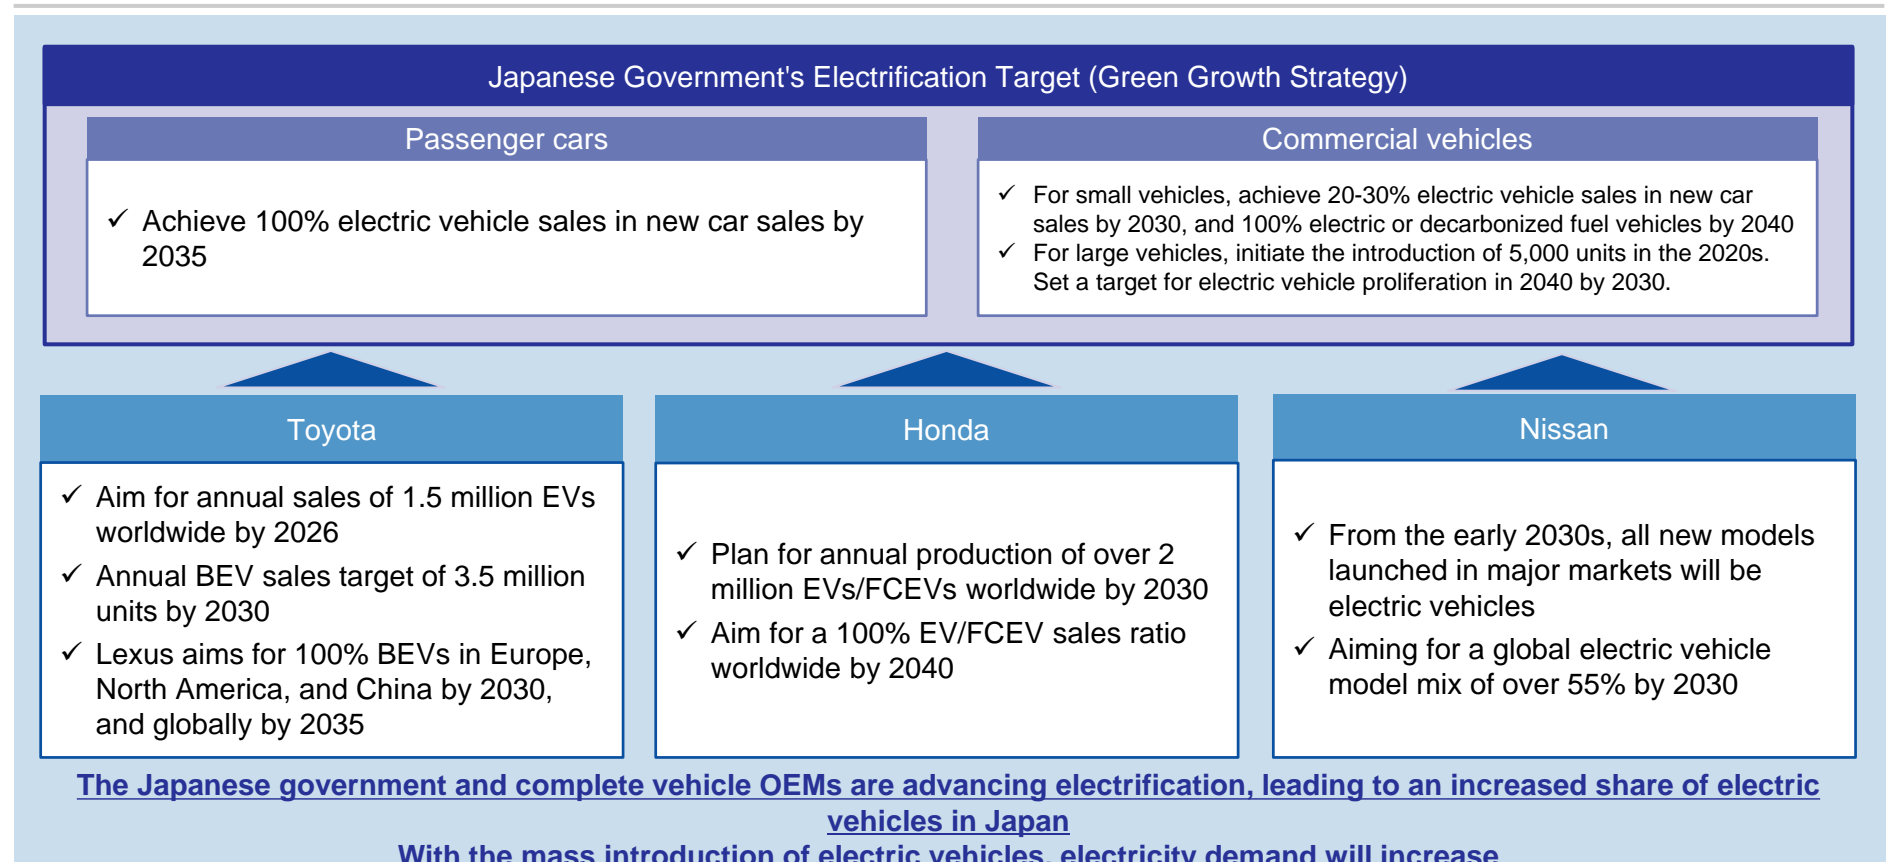 Japanese Government's Electrification Target (Green Growth Strategy)
Passenger cars
✓ Achieve 100% electric vehicle sales in new car sales by
2035
Commercial vehicles
✓ For small vehicles, achieve 20-30% electric vehicle sales in new car
sales by 2030, and 100% electric or decarbonized fuel vehicles by 2040
✓ For large vehicles, initiate the introduction of 5,000 units in the 2020s.
Set a target for electric vehicle proliferation in 2040 by 2030.
Toyota
✓ Aim for annual sales of 1.5 million EVs
worldwide by 2026
✓ Annual BEV sales target of 3.5 million
units by 2030
✓ Lexus aims for 100% BEVs in Europe,
North America, and China by 2030,
and globally by 2035
Honda
✓ Plan for annual production of over 2
million EVs/FCEVs worldwide by 2030
✓ Aim for a 100% EV/FCEV sales ratio
worldwide by 2040
Nissan
✓ From the early 2030s, all new models
launched in major markets will be
electric vehicles
✓ Aiming for a global electric vehicle
model mix of over 55% by 2030
The Japanese government and complete vehicle OEMs are advancing electrification, leading to an increased share of electric
vehicles in Japan
With the mass introduction of electric vehicles, electricity demand will increase